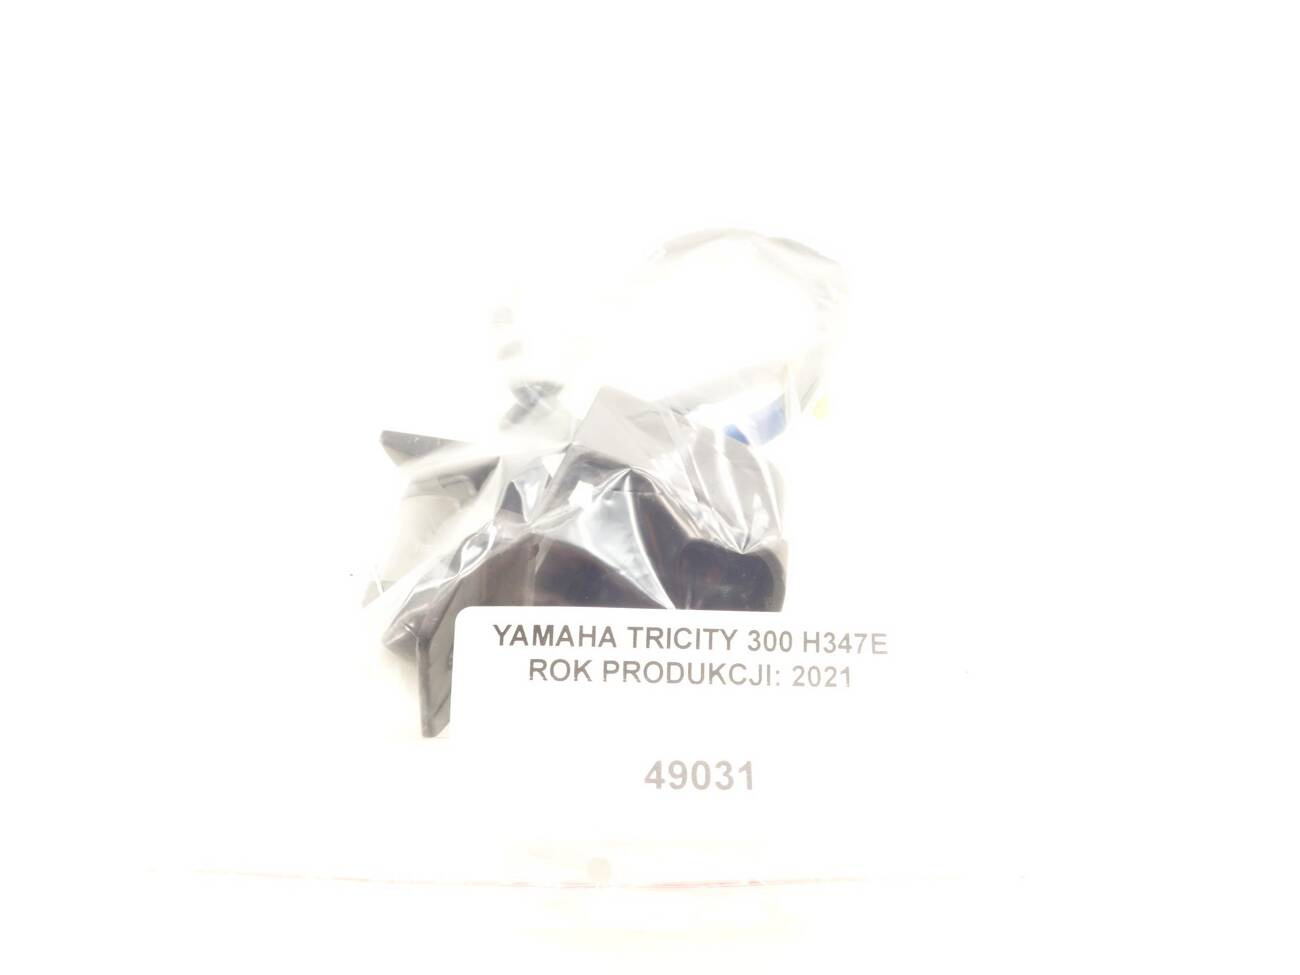 YAMAHA TRICITY 300 H347E
ROK PRODUKCJI: 2021
49031